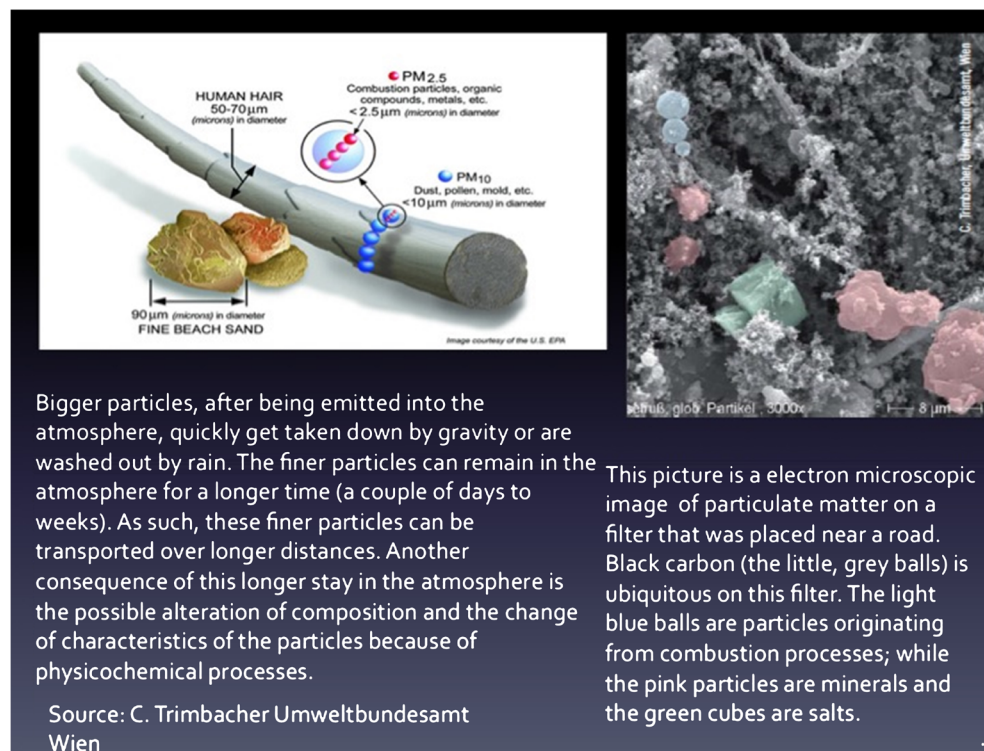 HUMAN HAIR
50-70μm
(microns) in diameter
PM2.5
Combustion particles, organic
compounds, metals, etc.
<2.5μm (microns) in diameter
PM10
Dust, pollen, mold, etc.
<10μm (microns) in diameter
90μm (microns) in diameter
FINE BEACH SAND
Image courtesy of the U.S. EPA
C. Trimbacher Umweltbundesamt, Wien
glob. Partikel 3000x
8 μm
Bigger particles, after being emitted into the
atmosphere, quickly get taken down by gravity or are
washed out by rain. The finer particles can remain in the
atmosphere for a longer time (a couple of days to
weeks). As such, these finer particles can be
transported over longer distances. Another
consequence of this longer stay in the atmosphere is
the possible alteration of composition and the change
of characteristics of the particles because of
physicochemical processes.
Source: C. Trimbacher Umweltbundesamt
Wien
This picture is a electron microscopic
image of particulate matter on a
filter that was placed near a road.
Black carbon (the little, grey balls) is
ubiquitous on this filter. The light
blue balls are particles originating
from combustion processes; while
the pink particles are minerals and
the green cubes are salts.